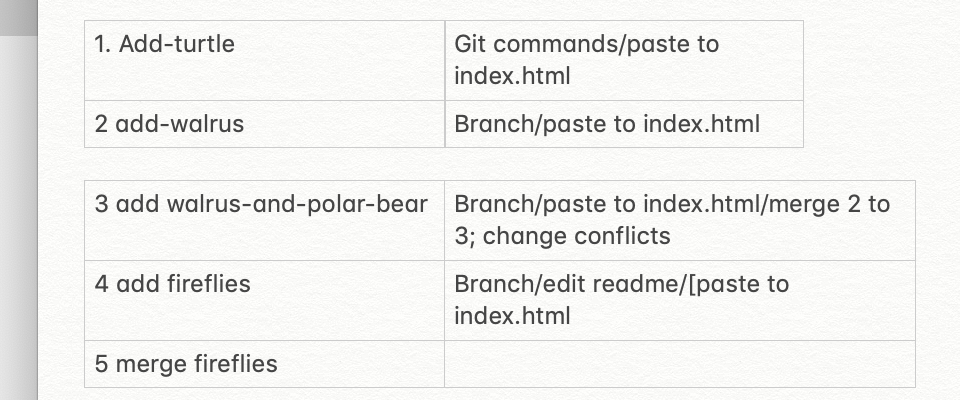 1. Add-turtle
Git commands/paste to
index.html
2 add-walrus
Branch/paste to index.html
3 add walrus-and-polar-bear
Branch/paste to index.html/merge 2 to
3; change conflicts
4 add fireflies
Branch/edit readme/[paste to
index.html
5 merge fireflies